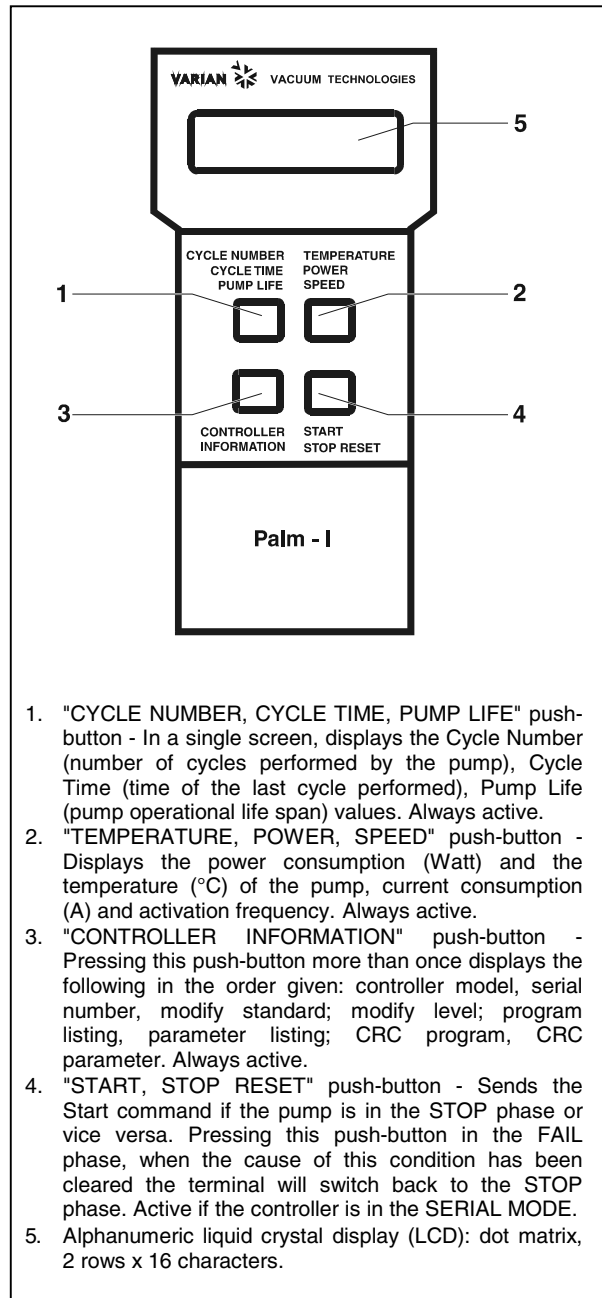 VARIAN VACUUM TECHNOLOGIES
5
CYCLE NUMBER
CYCLE TIME
PUMP LIFE
TEMPERATURE
POWER
SPEED
1
2
3
4
CONTROLLER
INFORMATION
START
STOP RESET
Palm - I
1. "CYCLE NUMBER, CYCLE TIME, PUMP LIFE" push-
button - In a single screen, displays the Cycle Number
(number of cycles performed by the pump), Cycle
Time (time of the last cycle performed), Pump Life
(pump operational life span) values. Always active.
2. "TEMPERATURE, POWER, SPEED" push-button -
Displays the power consumption (Watt) and the
temperature (°C) of the pump, current consumption
(A) and activation frequency. Always active.
3. "CONTROLLER INFORMATION" push-button -
Pressing this push-button more than once displays the
following in the order given: controller model, serial
number, modify standard; modify level; program
listing, parameter listing; CRC program, CRC
parameter. Always active.
4. "START, STOP RESET" push-button - Sends the
Start command if the pump is in the STOP phase or
vice versa. Pressing this push-button in the FAIL
phase, when the cause of this condition has been
cleared the terminal will switch back to the STOP
phase. Active if the controller is in the SERIAL MODE.
5. Alphanumeric liquid crystal display (LCD): dot matrix,
2 rows x 16 characters.